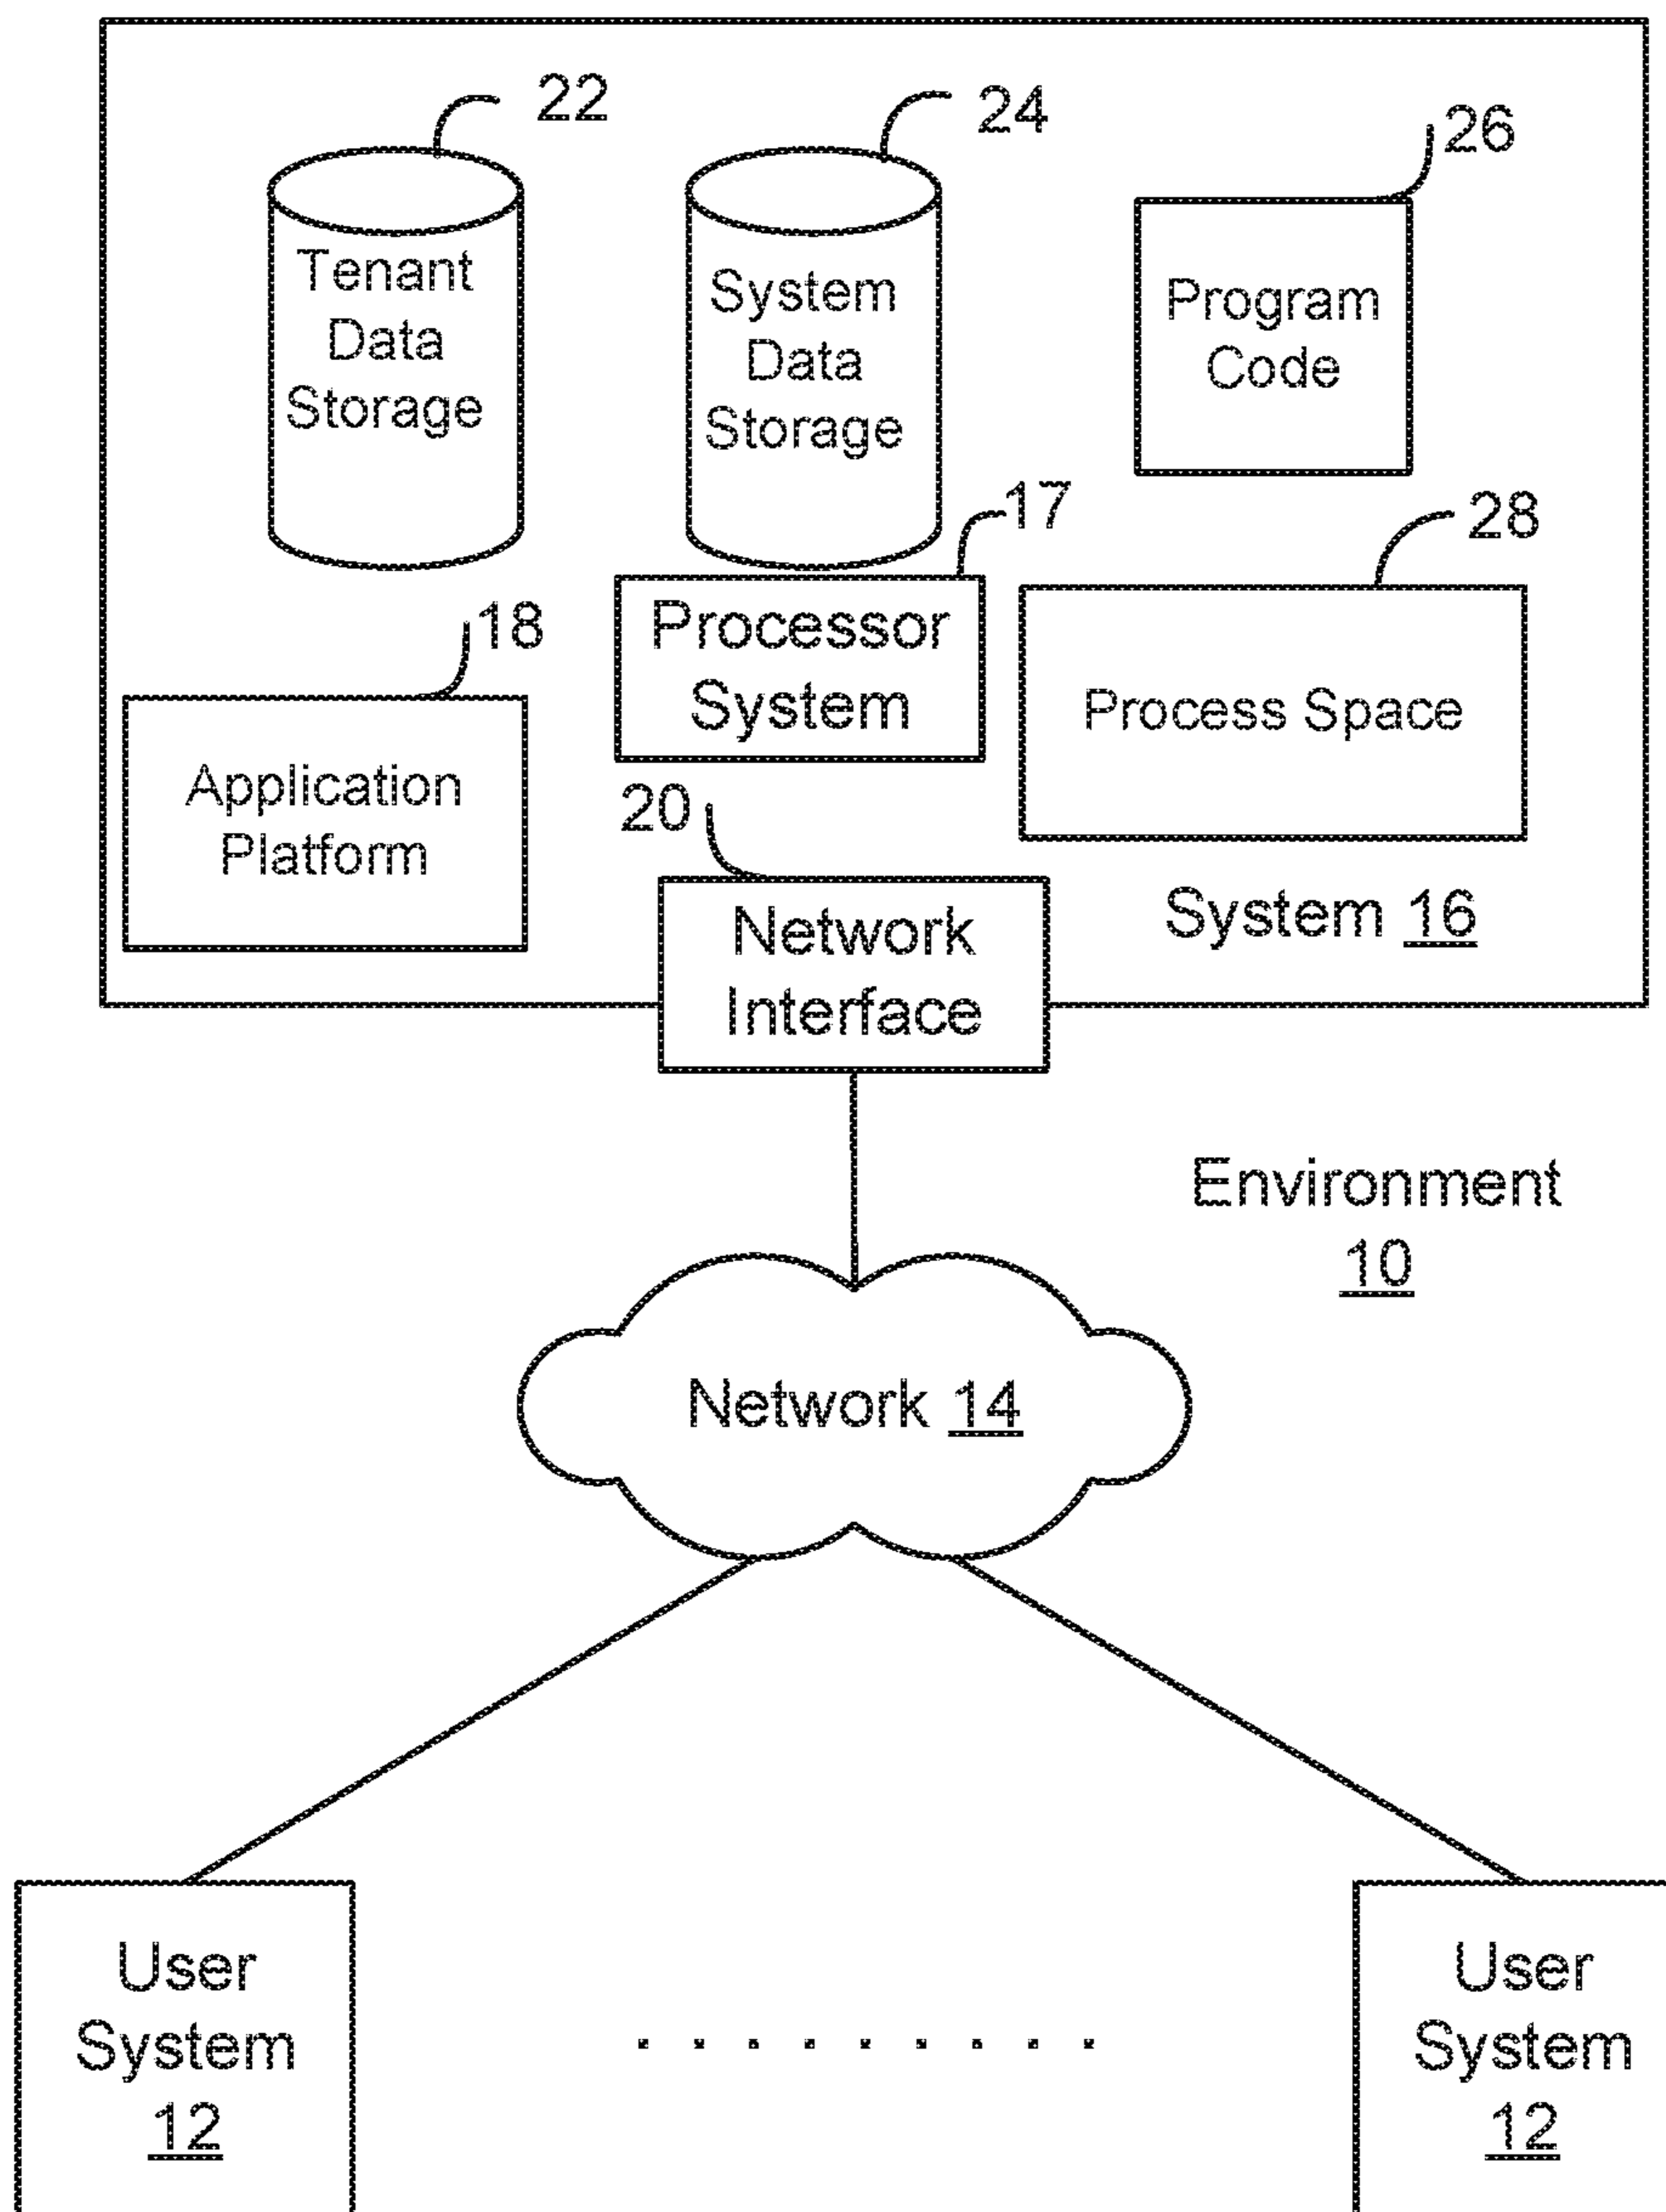 22
24
26
Tenant
Data
Storage
System
Data
Storage
Program
Code
17
28
18
Processor
System
Process Space
Application
Platform
20
Network
Interface
System 16
Environment
10
Network 14
User
System
12
User
System
12